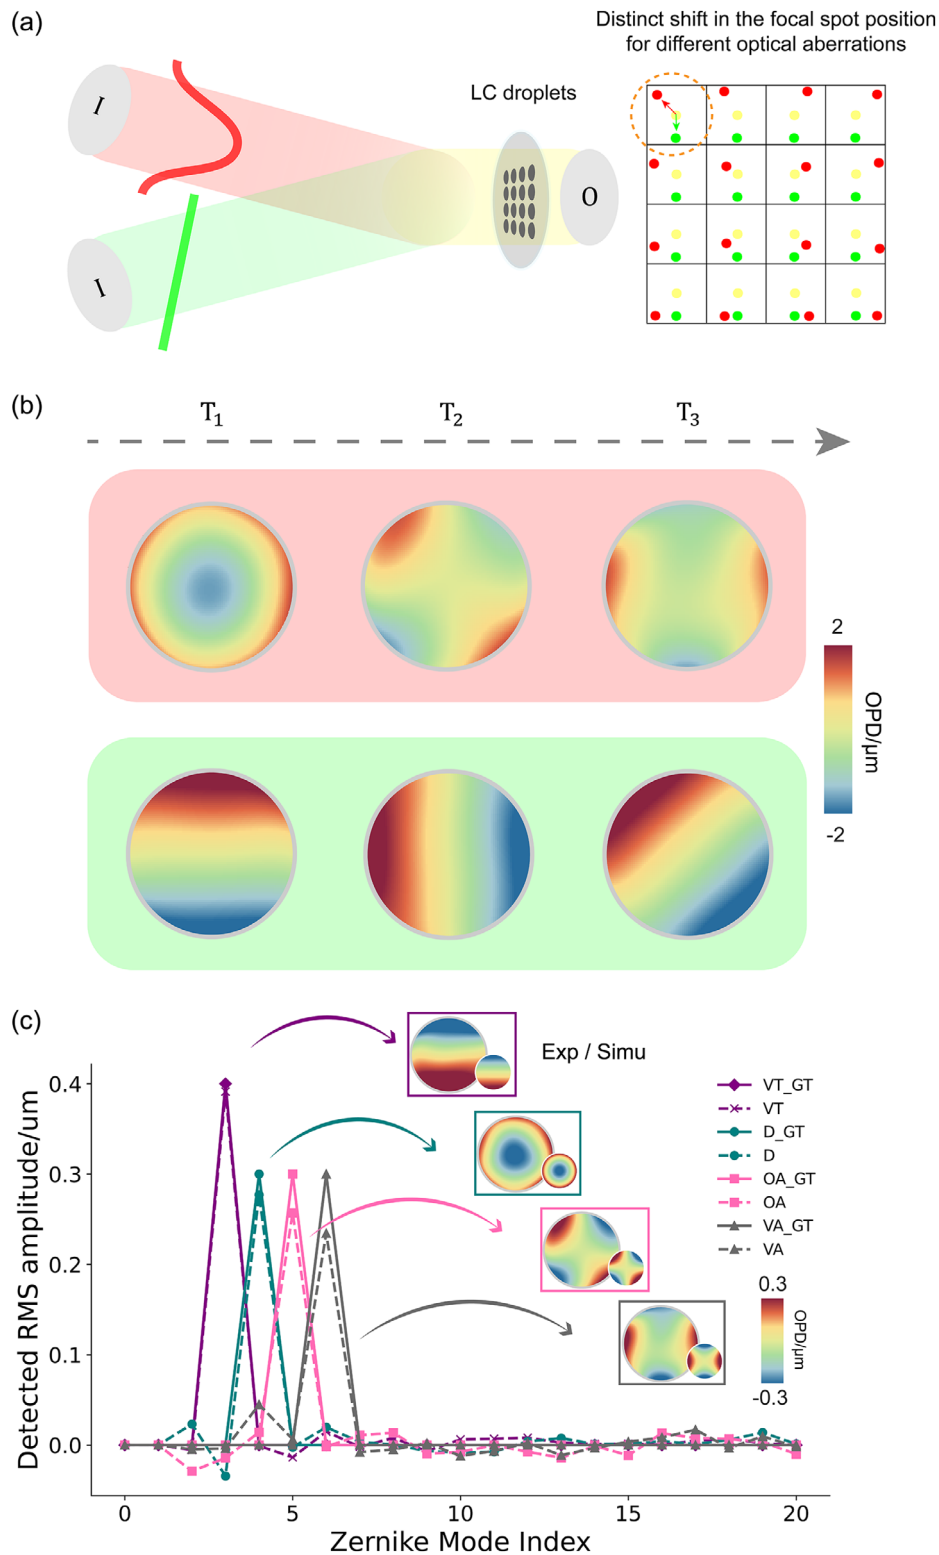 (a)
Distinct shift in the focal spot position
for different optical aberrations
LC droplets
I
O
I
(b)
T₁ T₂ T₃
2
OPD/μm
-2
(c)
Exp / Simu
VT_GT
VT
D_GT
D
OA_GT
OA
VA_GT
VA
0.3
OPD/μm
-0.3
Detected RMS amplitude/um
0.4
0.3
0.2
0.1
0.0
0 5 10 15 20
Zernike Mode Index